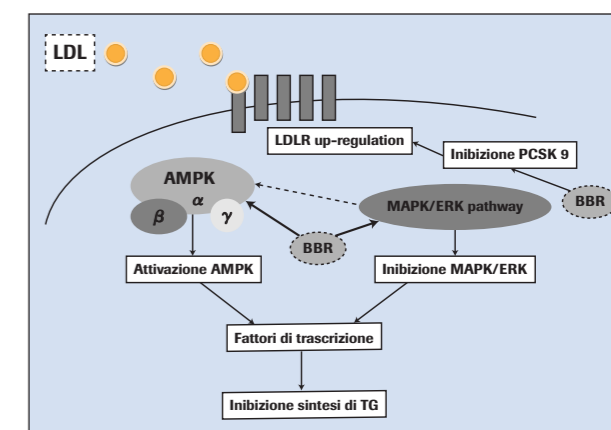 LDL
LDLR up-regulation
Inibizione PCSK 9
AMPK
α
β
γ
MAPK/ERK pathway
BBR
BBR
Attivazione AMPK
Inibizione MAPK/ERK
Fattori di trascrizione
Inibizione sintesi di TG